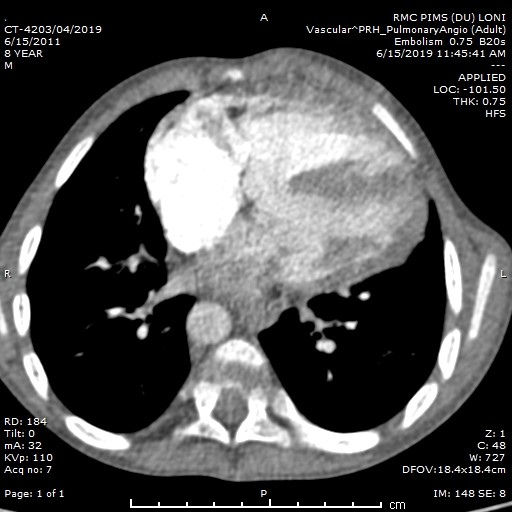 .
CT-4203/04/2019
6/15/2011
8 YEAR
M
A
RMC PIMS (DU) LONI
Vascular^PRH_PulmonaryAngio (Adult)
Embolism 0.75 B20s
6/15/2019 11:45:41 AM
---
APPLIED
LOC: -101.50
THK: 0.75
HFS
R
L
RD: 184
Tilt: 0
mA: 32
KVp: 110
Acq no: 7
Page: 1 of 1
P
cm
Z: 1
C: 48
W: 727
DFOV:18.4x18.4cm
IM: 148 SE: 8